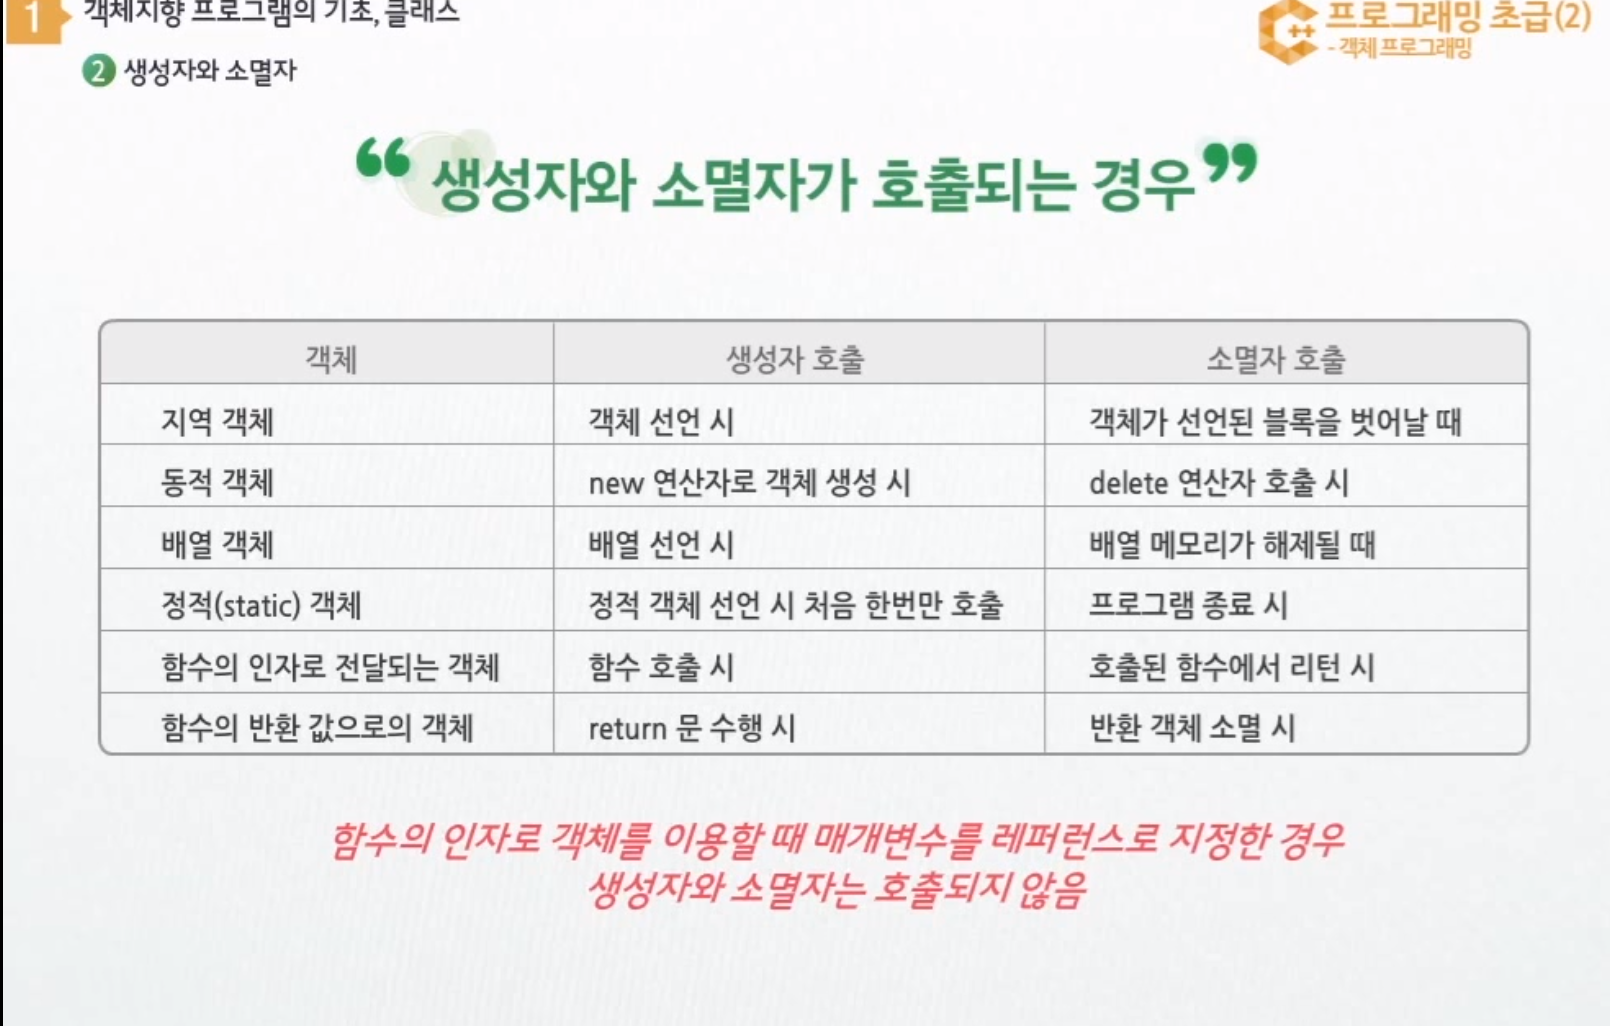 1 객체지향 프로그램의 기초, 클래스
C++ 프로그래밍 초급(2)
- 객체 프로그래밍
2 생성자와 소멸자
“ 생성자와 소멸자가 호출되는 경우 ”
객체 생성자 호출 소멸자 호출
지역 객체 객체 선언 시 객체가 선언된 블록을 벗어날 때
동적 객체 new 연산자로 객체 생성 시 delete 연산자 호출 시
배열 객체 배열 선언 시 배열 메모리가 해제될 때
정적(static) 객체 정적 객체 선언 시 처음 한번만 호출 프로그램 종료 시
함수의 인자로 전달되는 객체 함수 호출 시 호출된 함수에서 리턴 시
함수의 반환 값으로의 객체 return 문 수행 시 반환 객체 소멸 시
함수의 인자로 객체를 이용할 때 매개변수를 레퍼런스로 지정한 경우
생성자와 소멸자는 호출되지 않음